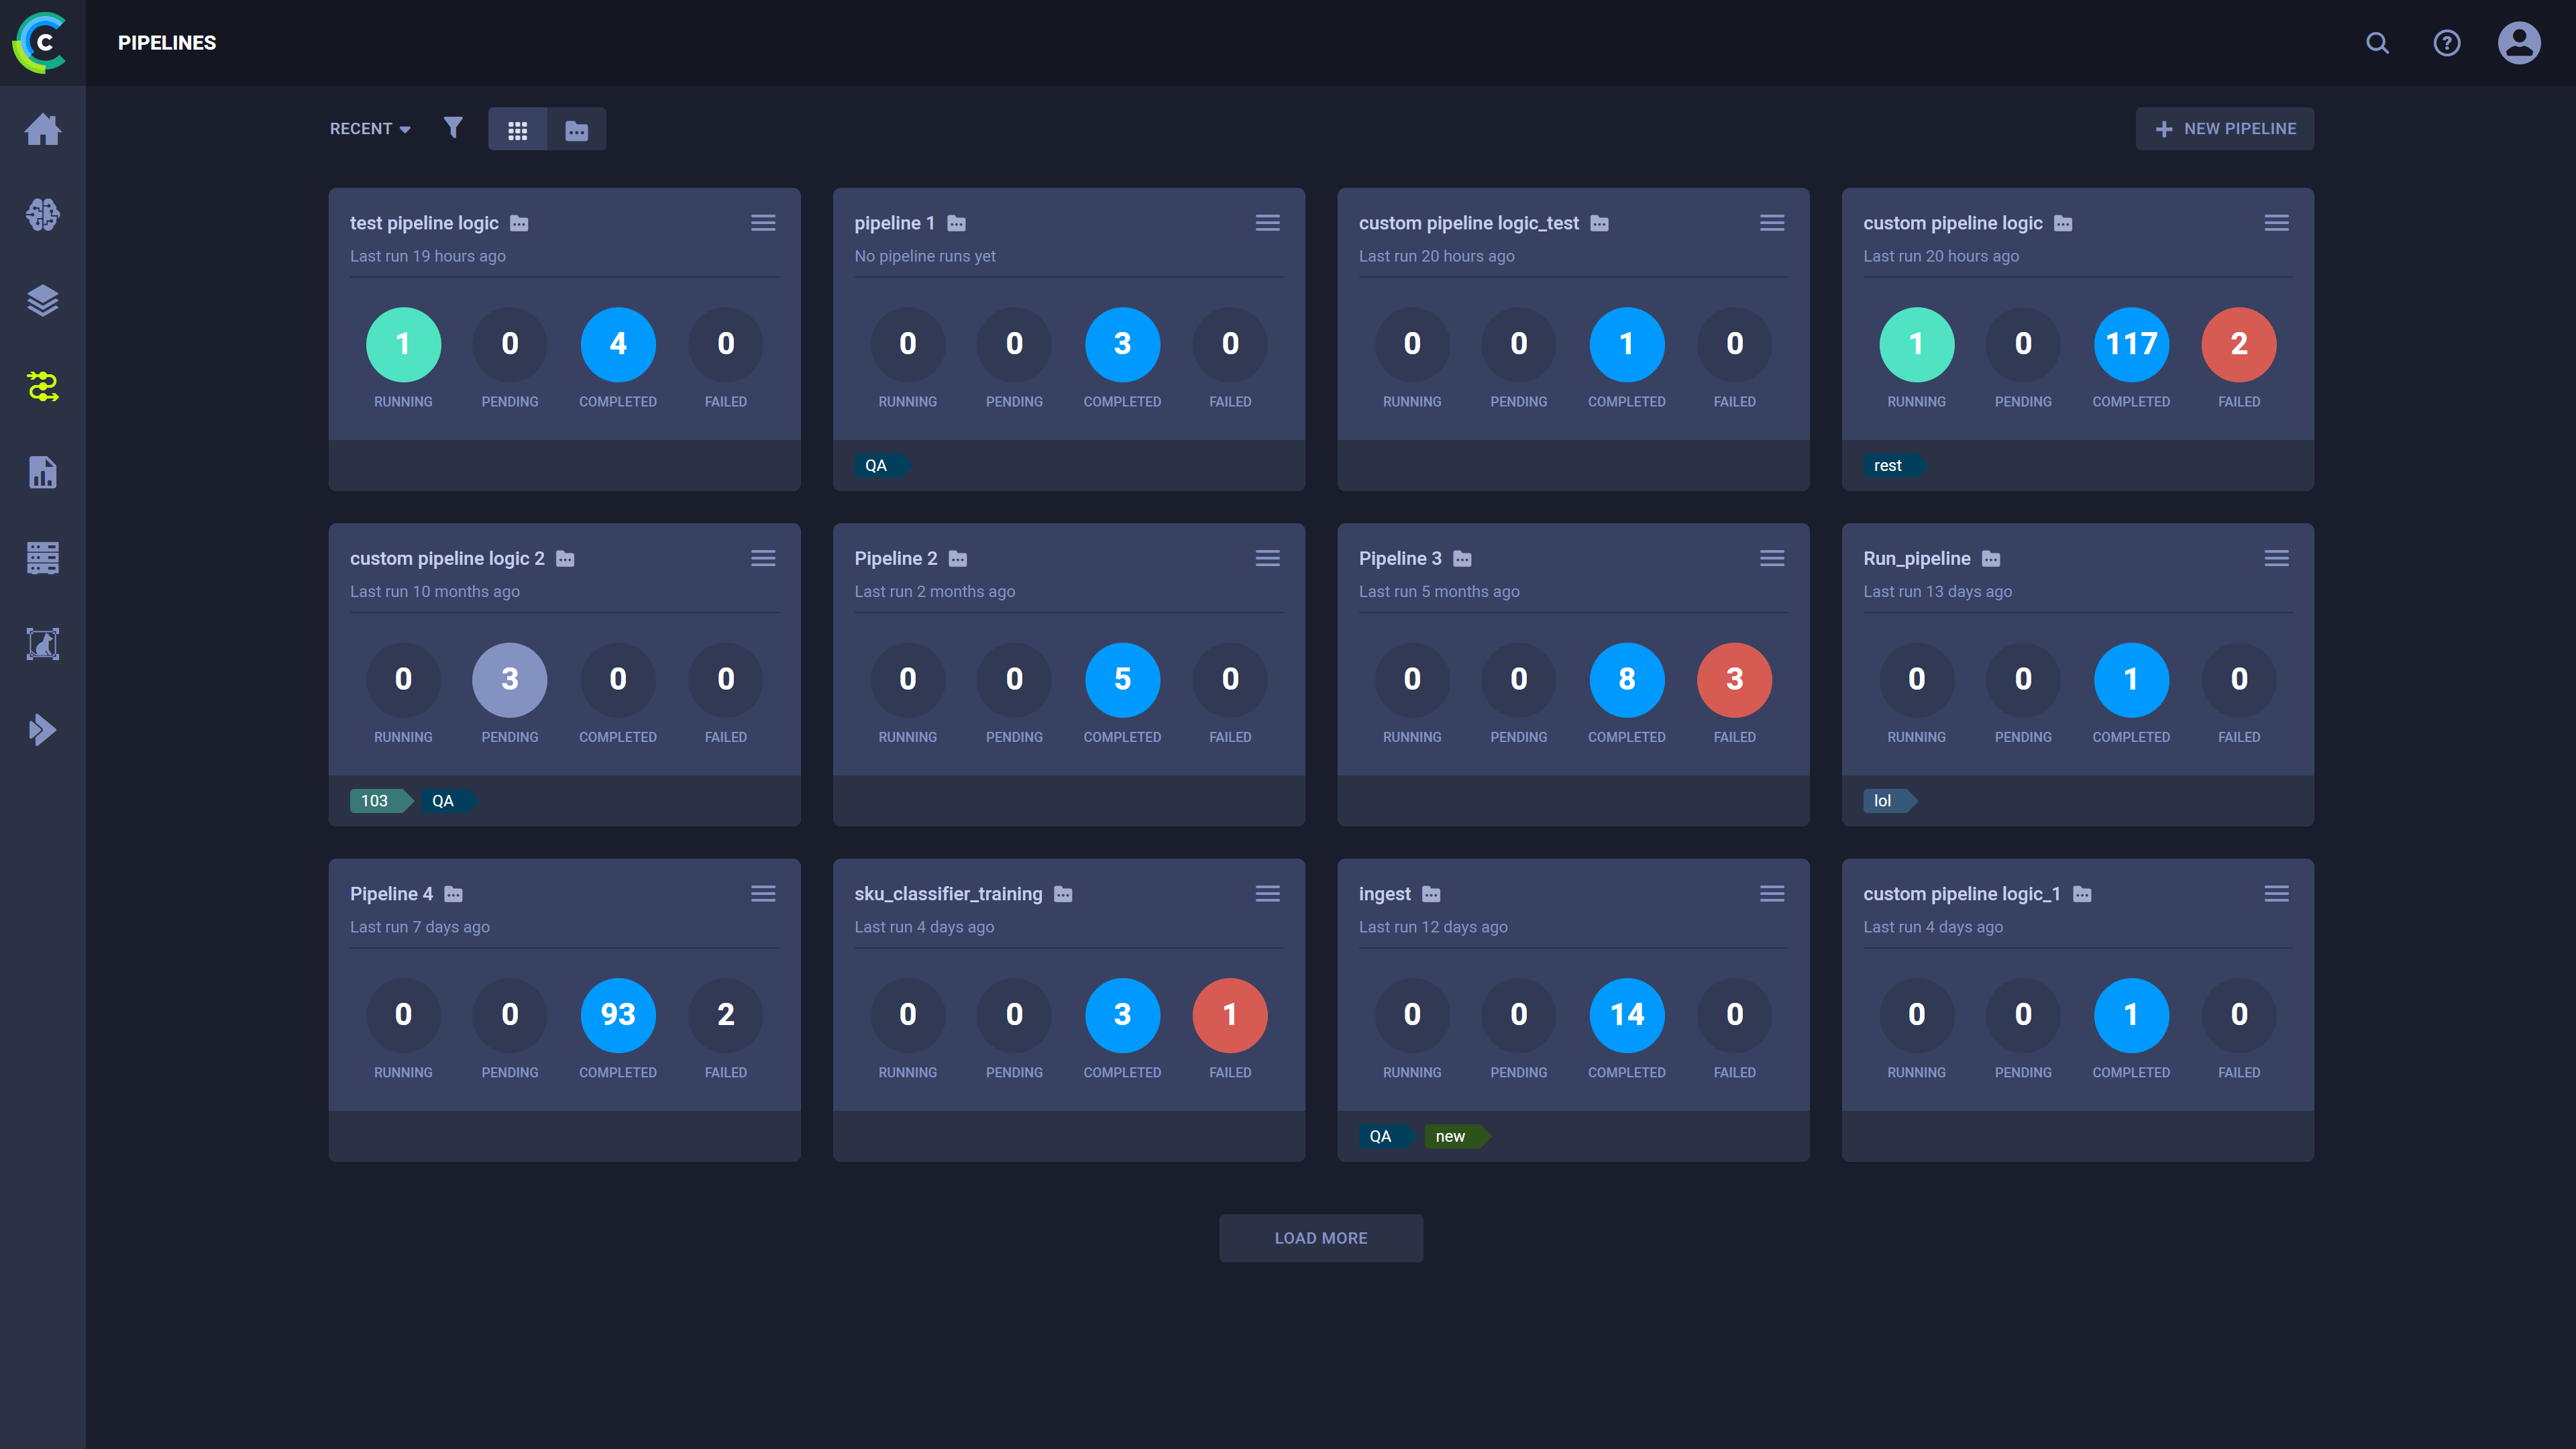 C
PIPELINES
?
RECENT
NEW PIPELINE
test pipeline logic
Last run 19 hours ago
1 0 4 0
RUNNING PENDING COMPLETED FAILED
pipeline 1
No pipeline runs yet
0 0 3 0
RUNNING PENDING COMPLETED FAILED
QA
custom pipeline logic_test
Last run 20 hours ago
0 0 1 0
RUNNING PENDING COMPLETED FAILED
custom pipeline logic
Last run 20 hours ago
1 0 117 2
RUNNING PENDING COMPLETED FAILED
rest
custom pipeline logic 2
Last run 10 months ago
0 3 0 0
RUNNING PENDING COMPLETED FAILED
103 QA
Pipeline 2
Last run 2 months ago
0 0 5 0
RUNNING PENDING COMPLETED FAILED
Pipeline 3
Last run 5 months ago
0 0 8 3
RUNNING PENDING COMPLETED FAILED
Run_pipeline
Last run 13 days ago
0 0 1 0
RUNNING PENDING COMPLETED FAILED
lol
Pipeline 4
Last run 7 days ago
0 0 93 2
RUNNING PENDING COMPLETED FAILED
sku_classifier_training
Last run 4 days ago
0 0 3 1
RUNNING PENDING COMPLETED FAILED
ingest
Last run 12 days ago
0 0 14 0
RUNNING PENDING COMPLETED FAILED
QA new
custom pipeline logic_1
Last run 4 days ago
0 0 1 0
RUNNING PENDING COMPLETED FAILED
LOAD MORE